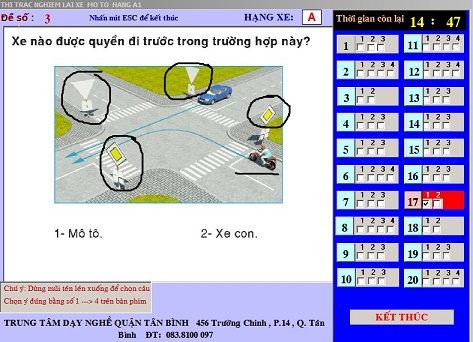 THI TRAC NGHIEM LAI XE MO TO HANG A1
Đề số : 3
Nhấn nút ESC để kết thúc
HẠNG XE:
A
Thời gian còn lại
14 : 47
Xe nào được quyền đi trước trong trường hợp này?
1- Mô tô.
2- Xe con.
Chú ý: Dùng mũi tên lên xuống để chọn câu
Chọn ý đúng bằng số 1 ---> 4 trên bàn phím
TRUNG TÂM DẠY NGHỀ QUẬN TÂN BÌNH 456 Trường Chinh , P.14 , Q. Tân
Bình ĐT: 083.8100 097
1 1 2 3
2 1 2 3 4
3 1 2
4 1 2 3
5 1 2 3
6 1 2 3
7 1 2 3
8 1 2 3 4
9 1 2 3
10 1 2 3
11 1 2 3 4
12 1 2 3 4
13 1 2
14 1 2 3
15 1 2 3
16 1 2 3
17 1 2
18 1 2 3
19 1 2 3
20 1 2 3 4
KẾT THÚC